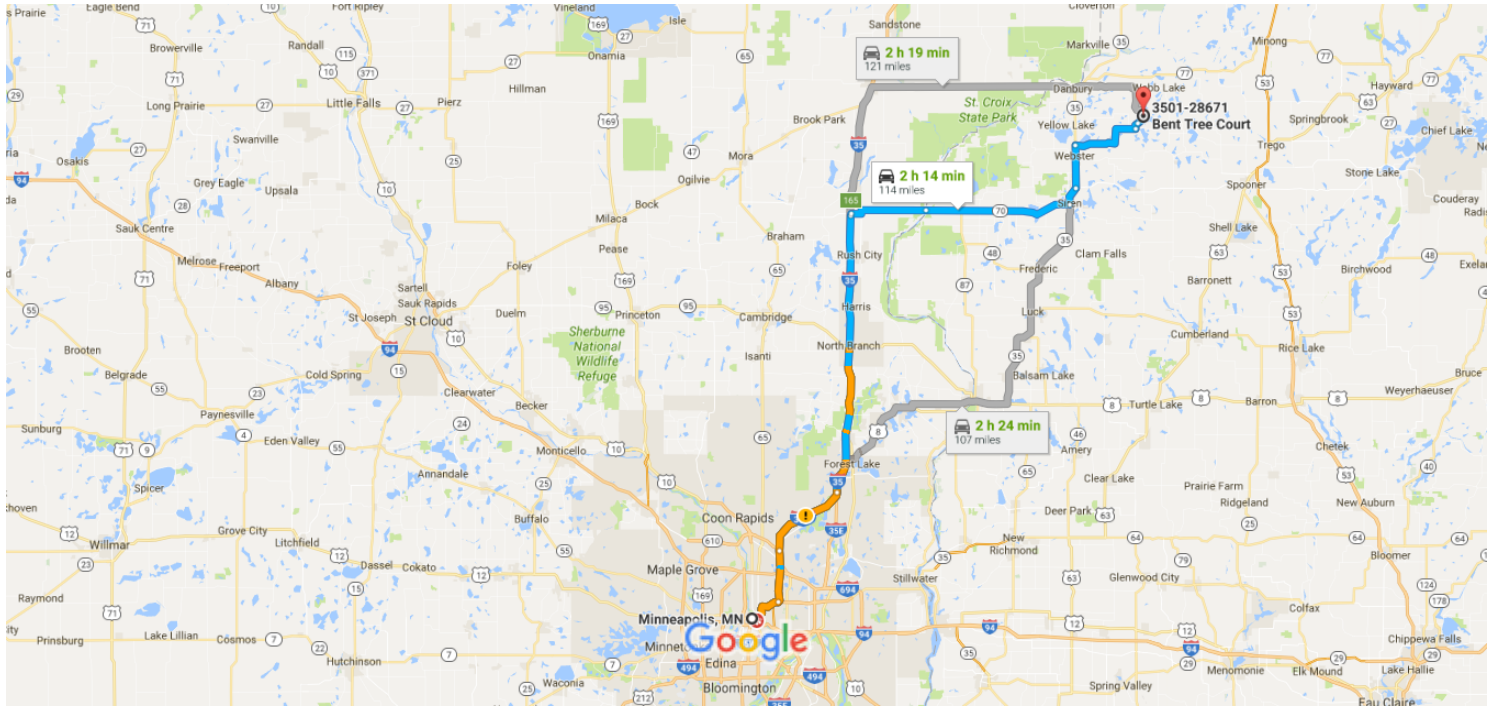 Eagle Bend
Fort Ripley
Vineland
Isle
Sandstone
Cloverton
Browerville
Randall
Onamia
Markville
Minong
2 h 19 min
121 miles
Long Prairie
Little Falls
Pierz
Hillman
Danbury
Webb Lake
Hayward
St. Croix
State Park
3501-28671
Bent Tree Court
Brook Park
Yellow Lake
Springbrook
Swanville
Mora
Chief Lake
Osakis
Grey Eagle
Upsala
Ogilvie
Webster
Trego
Stone Lake
2 h 14 min
114 miles
Spooner
Bock
165
Siren
70
Couderay
Sauk Centre
Milaca
Braham
Shell Lake
Radisson
Melrose
Freeport
Albany
Foley
Pease
Rush City
Clam Falls
Frederic
Barronett
Birchwood
Sartell
Sauk Rapids
St Joseph
St Cloud
Duelm
Princeton
Cambridge
Harris
Luck
Cumberland
Rice Lake
Sherburne
National
Wildlife
Refuge
Brooten
Belgrade
Cold Spring
Isanti
North Branch
Balsam Lake
Bruce
Weyerhaeuser
Paynesville
Clearwater
Becker
Turtle Lake
Barron
Sunburg
Eden Valley
Monticello
2 h 24 min
107 miles
Amery
Chetek
Forest Lake
Clear Lake
Spicer
Annandale
Prairie Farm
Ridgeland
New Auburn
Buffalo
Coon Rapids
35E
Deer Park
Willmar
Grove City
Litchfield
Dassel
Cokato
Maple Grove
610
New
Richmond
Bloomer
Stillwater
Glenwood City
Raymond
694
Colfax
Minneapolis, MN
Google
Prinsburg
Lake Lillian
Cosmos
Hutchinson
Edina
494
Chippewa Falls
Lake Hallie
Menomonie
Elk Mound
Waconia
Bloomington
Spring Valley
Eau Claire